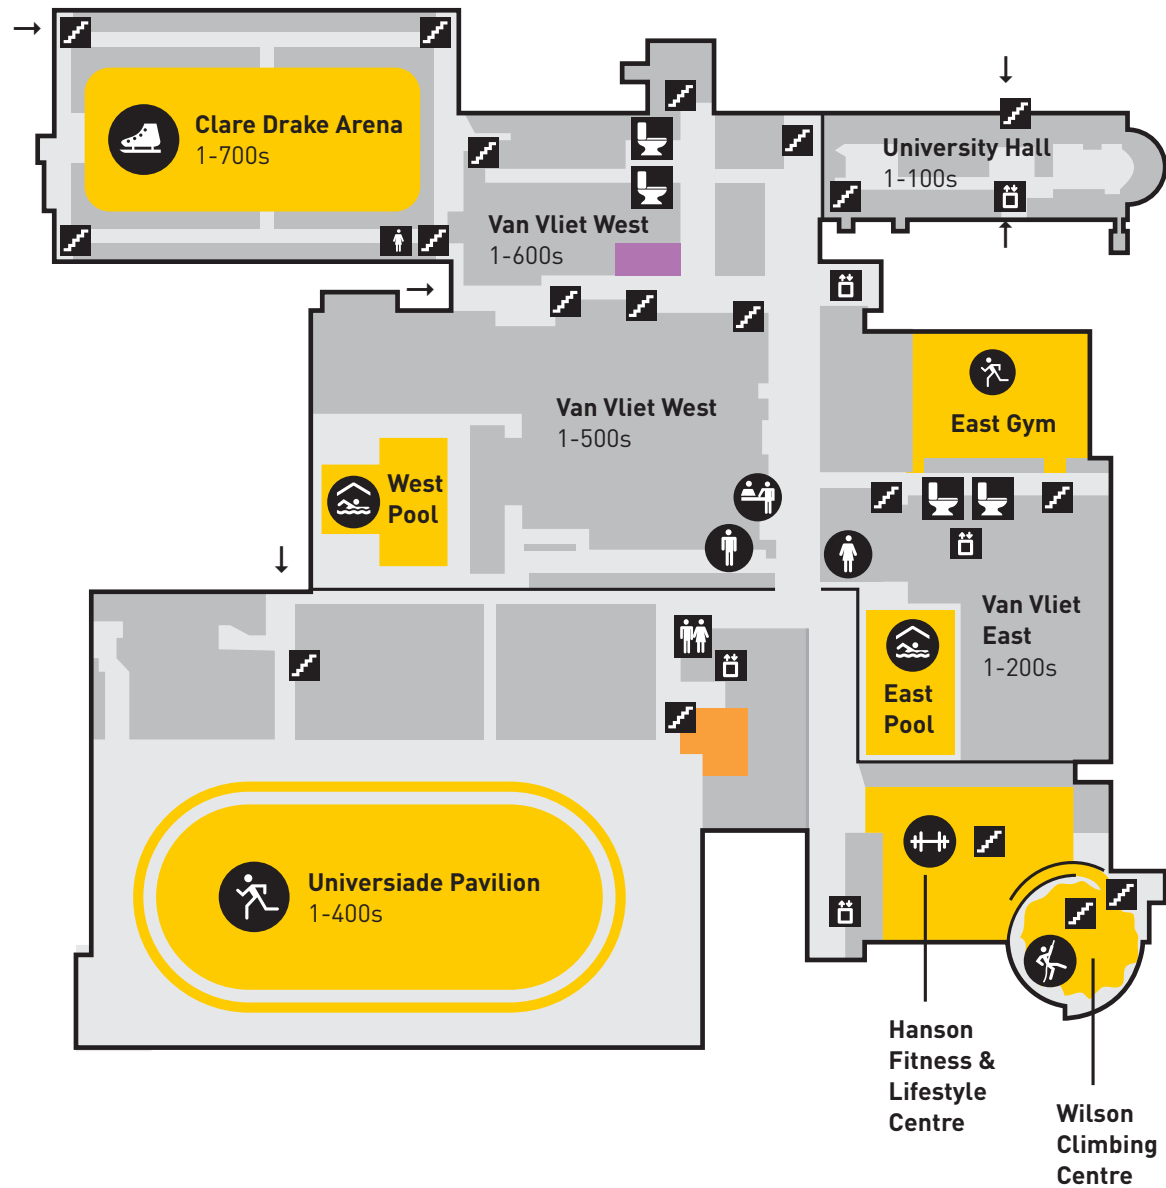 Clare Drake Arena
1-700s
University Hall
1-100s
Van Vliet West
1-600s
Van Vliet West
1-500s
East Gym
West
Pool
Van Vliet
East
1-200s
East
Pool
Universiade Pavilion
1-400s
Hanson
Fitness &
Lifestyle
Centre
Wilson
Climbing
Centre